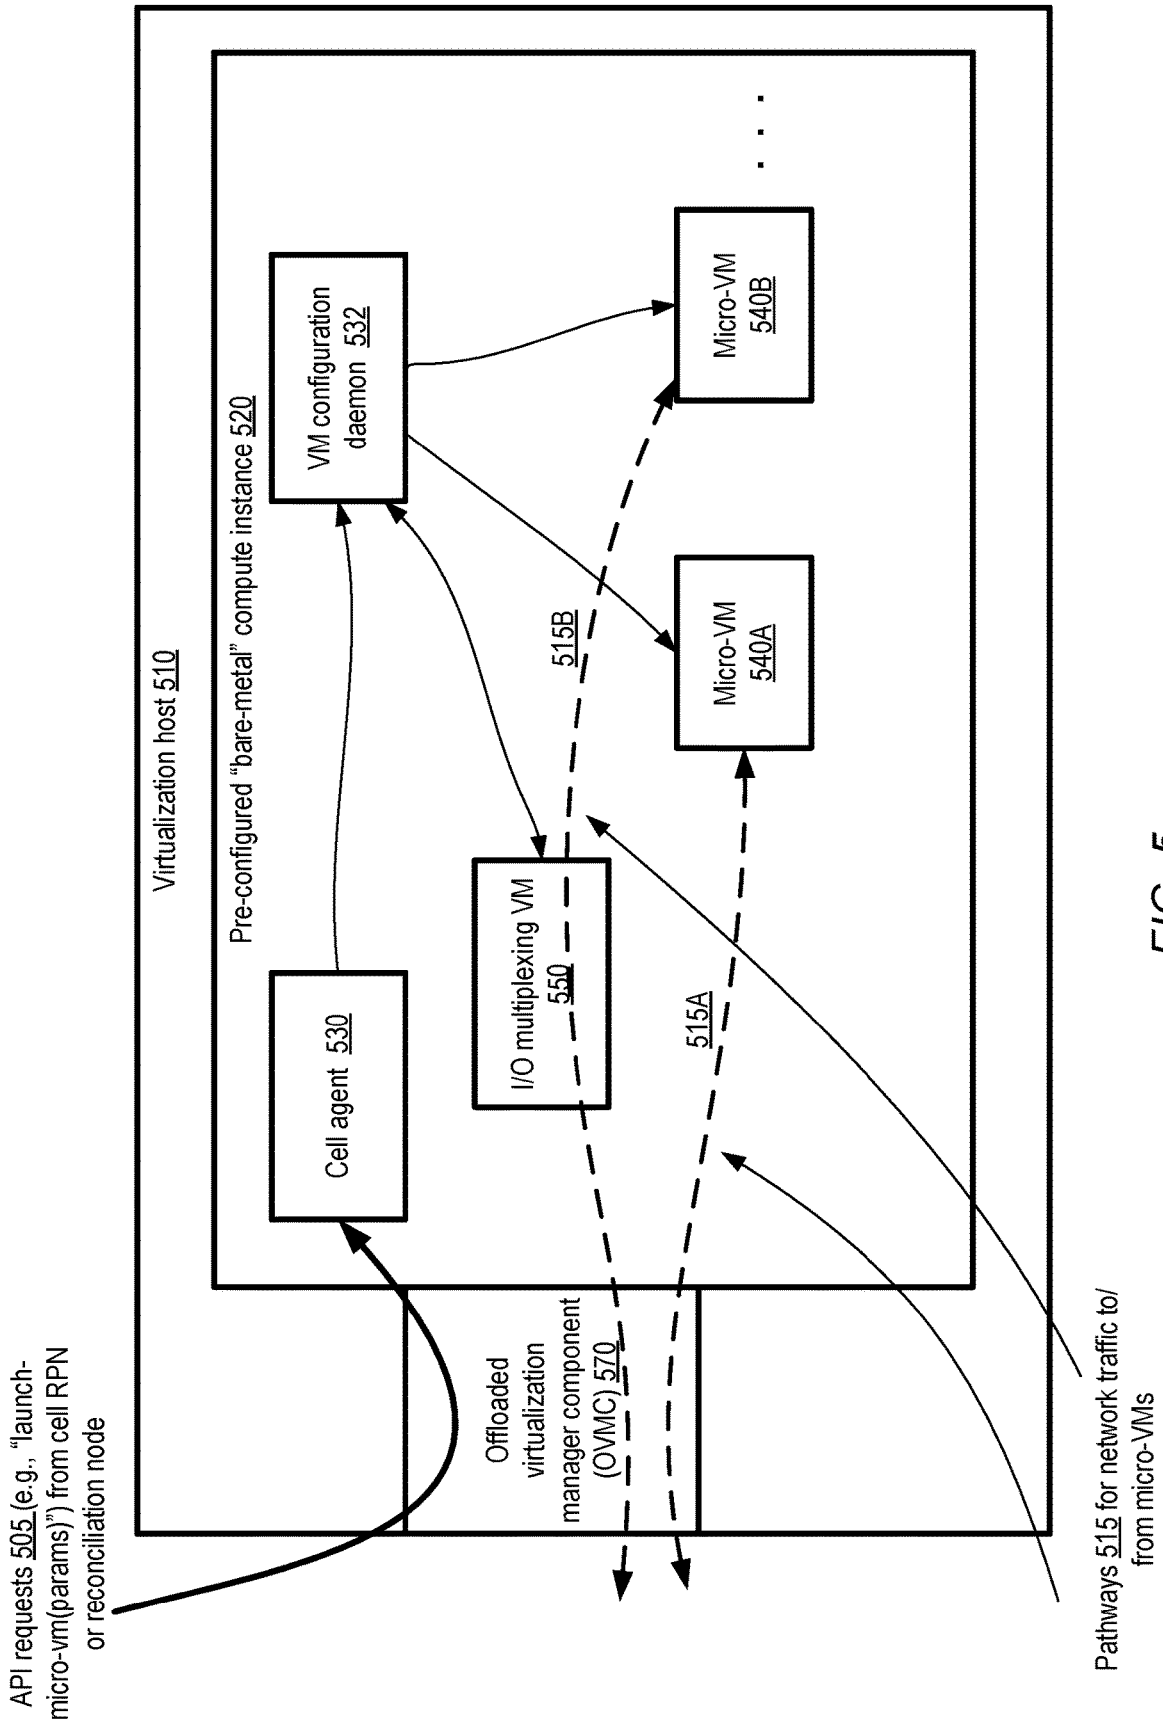 API requests 505 (e.g., "launch-
micro-vm(params)") from cell RPN
or reconciliation node
Virtualization host 510
Pre-configured "bare-metal" compute instance 520
Cell agent 530
VM configuration
daemon 532
I/O multiplexing VM
550
Offloaded
virtualization
manager component
(OVMC) 570
515B
515A
Micro-VM
540A
Micro-VM
540B
. . .
Pathways 515 for network traffic to/
from micro-VMs